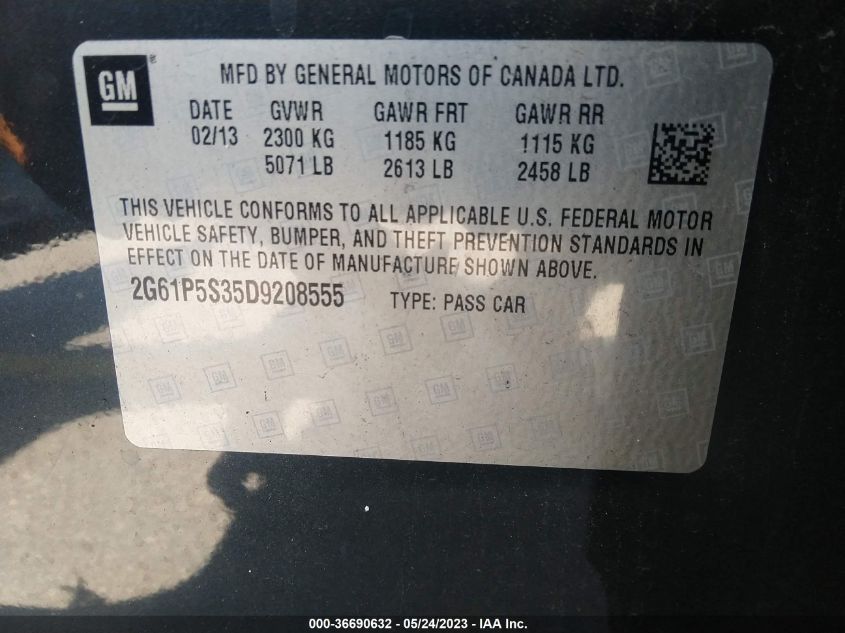 GM ®
MFD BY GENERAL MOTORS OF CANADA LTD.
DATE GVWR GAWR FRT GAWR RR
02/13 2300 KG 1185 KG 1115 KG
5071 LB 2613 LB 2458 LB
THIS VEHICLE CONFORMS TO ALL APPLICABLE U.S. FEDERAL MOTOR
VEHICLE SAFETY, BUMPER, AND THEFT PREVENTION STANDARDS IN
EFFECT ON THE DATE OF MANUFACTURE SHOWN ABOVE.
2G61P5S35D9208555 TYPE: PASS CAR
000-36690632 - 05/24/2023 - IAA Inc.